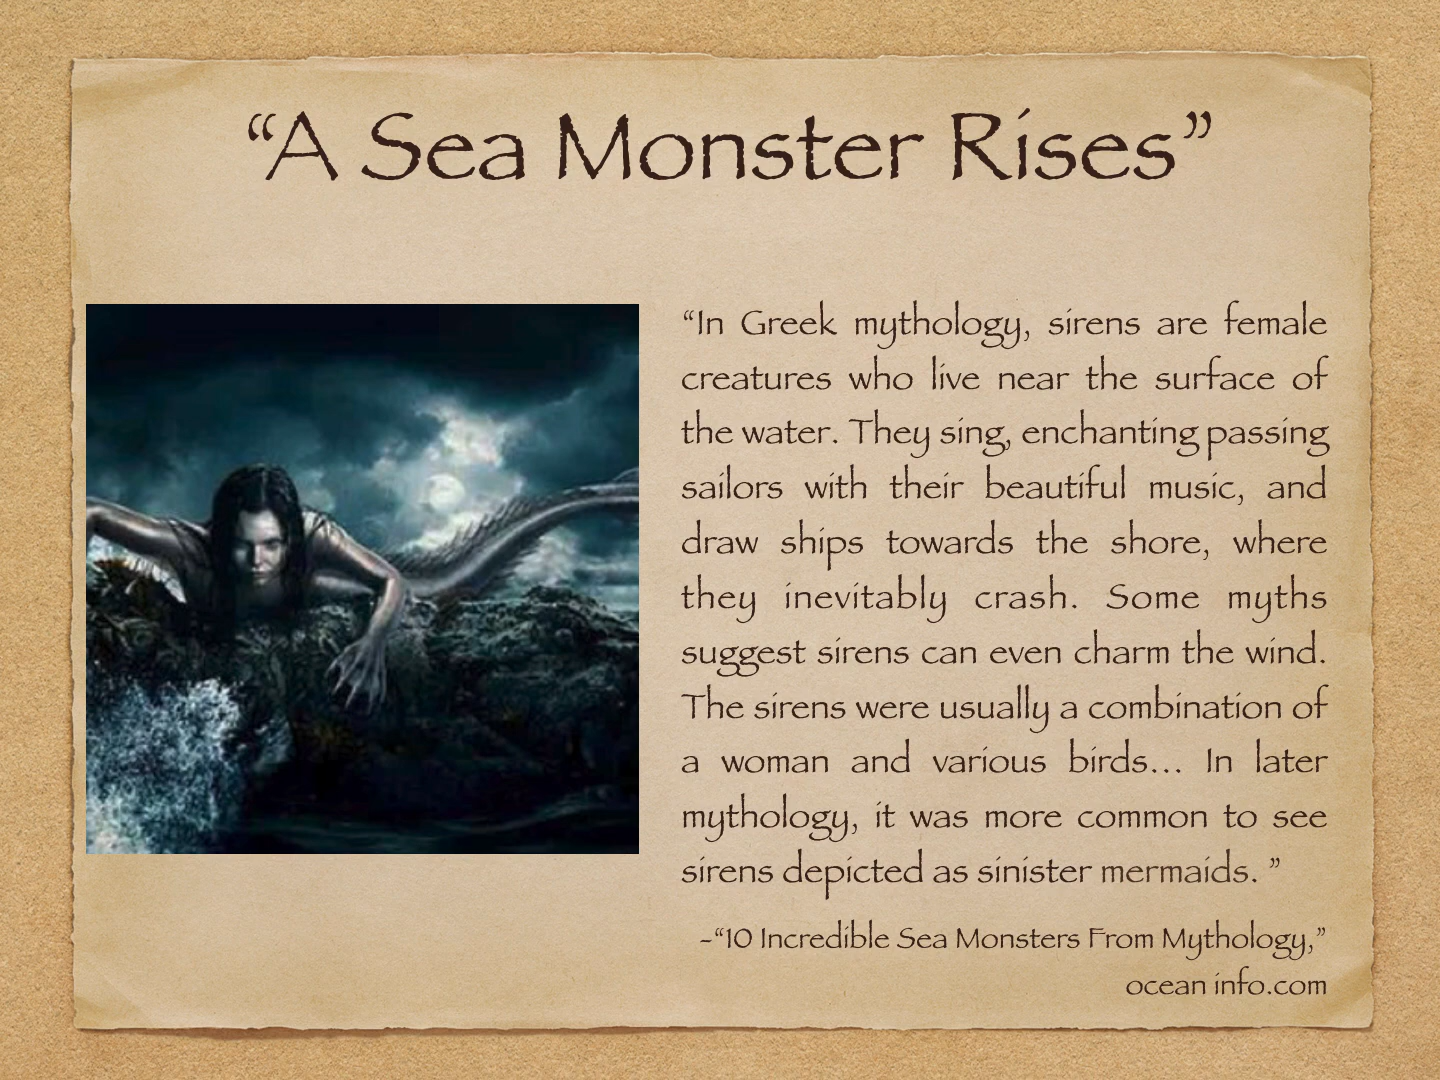 “A Sea Monster Rises”
“In Greek mythology, sirens are female
creatures who live near the surface of
the water. They sing, enchanting passing
sailors with their beautiful music, and
draw ships towards the shore, where
they inevitably crash. Some myths
suggest sirens can even charm the wind.
The sirens were usually a combination of
a woman and various birds… In later
mythology, it was more common to see
sirens depicted as sinister mermaids. ”
-“10 Incredible Sea Monsters From Mythology,”
ocean info.com